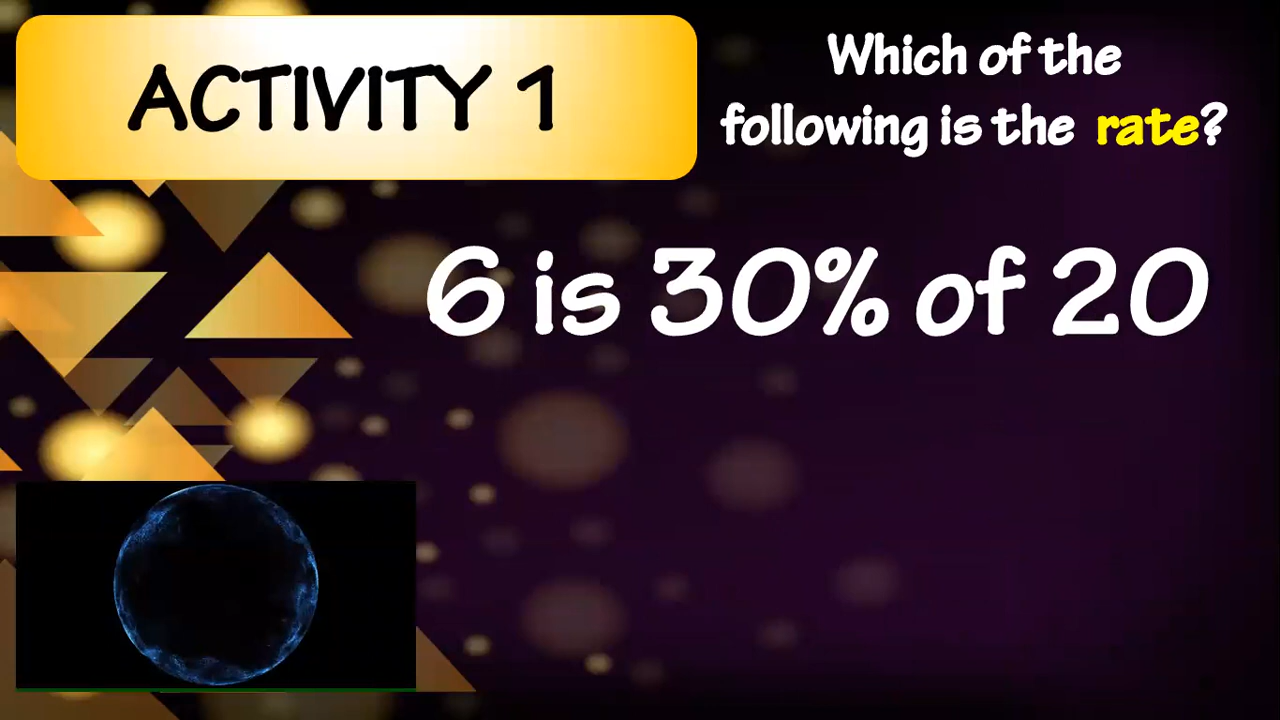 ACTIVITY 1
Which of the
following is the rate?
6 is 30% of 20